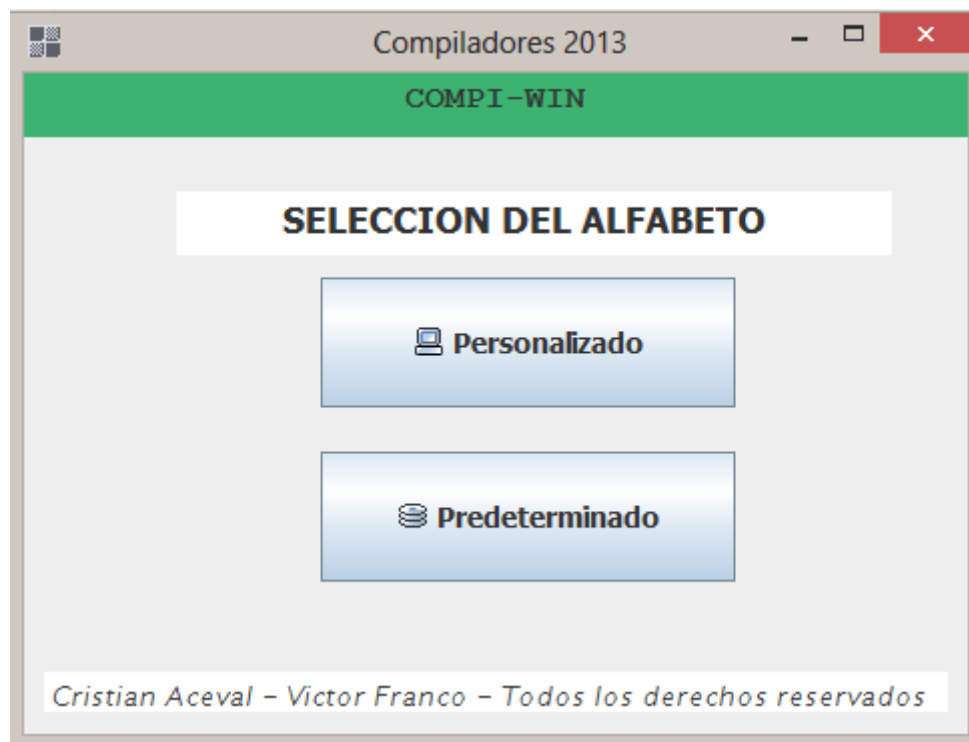 Compiladores 2013
COMPI-WIN
SELECCION DEL ALFABETO
Personalizado
Predeterminado
Cristian Aceval - Victor Franco - Todos los derechos reservados